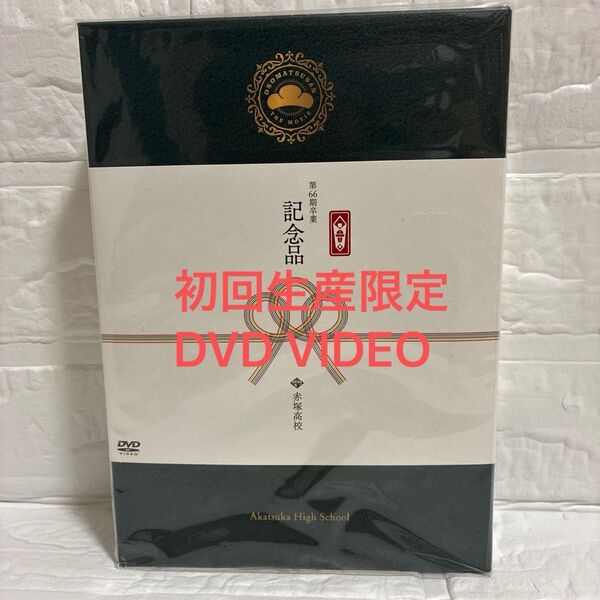 OSOMATSUSAN
THE MOVIE
第66期卒業
記念品
初回生産限定
DVD VIDEO
赤塚高校
DVD
VIDEO
Akatsuka High School